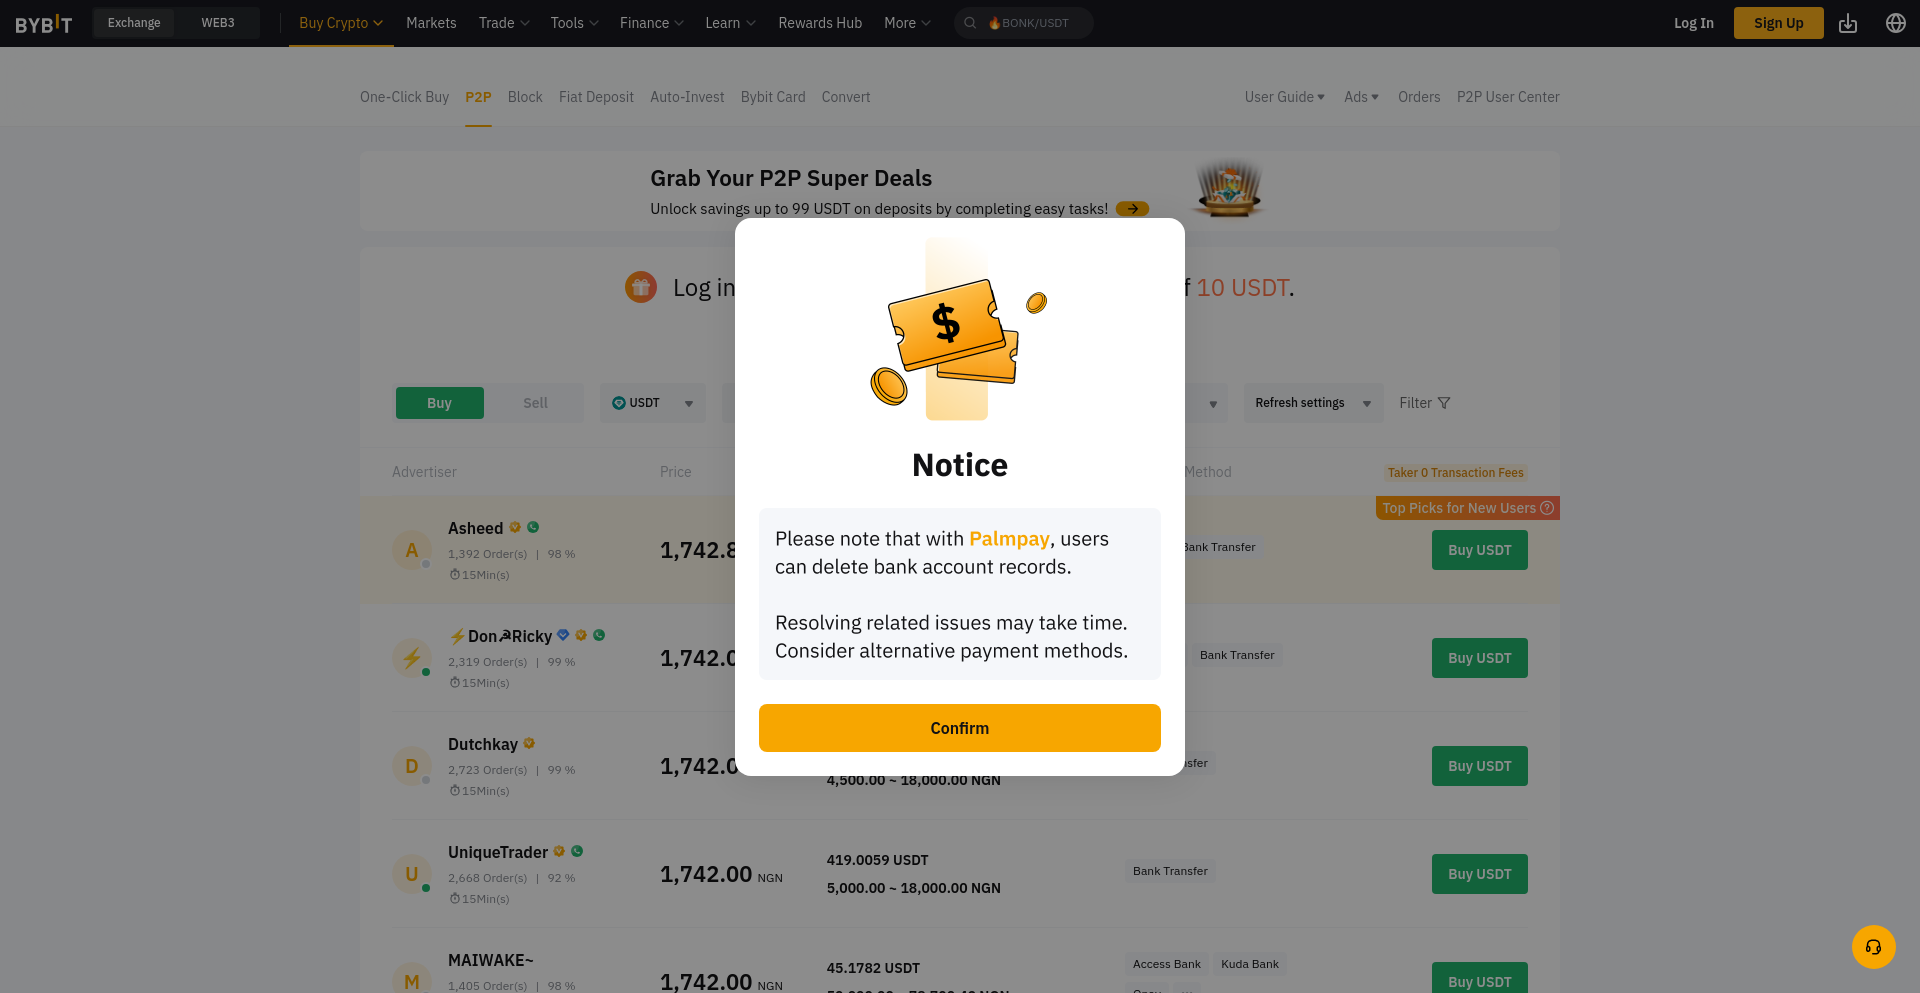 BYBIT Exchange WEB3 Buy Crypto Markets Trade Tools Finance Learn Rewards Hub More BONK/USDT Log In Sign Up
One-Click Buy P2P Block Fiat Deposit Auto-Invest Bybit Card Convert User Guide Ads Orders P2P User Center
Grab Your P2P Super Deals
Unlock savings up to 99 USDT on deposits by completing easy tasks!
Log in 10 USDT.
Buy Sell USDT Refresh settings Filter
Advertiser Price Method Taker 0 Transaction Fees
Top Picks for New Users
A Asheed
1,392 Order(s) | 98 %
15Min(s)
1,742.8 Bank Transfer Buy USDT
⚡Don Ricky
2,319 Order(s) | 99 %
15Min(s)
1,742.0 Bank Transfer Buy USDT
D Dutchkay
2,723 Order(s) | 99 %
15Min(s)
1,742.0
4,500.00 ~ 18,000.00 NGN
Buy USDT
U UniqueTrader
2,668 Order(s) | 92 %
15Min(s)
1,742.00 NGN
419.0059 USDT
5,000.00 ~ 18,000.00 NGN
Bank Transfer
Buy USDT
M MAIWAKE~
1,405 Order(s) | 98 %
1,742.00 NGN
45.1782 USDT
Access Bank Kuda Bank
Buy USDT
$
Notice
Please note that with Palmpay, users
can delete bank account records.
Resolving related issues may take time.
Consider alternative payment methods.
Confirm